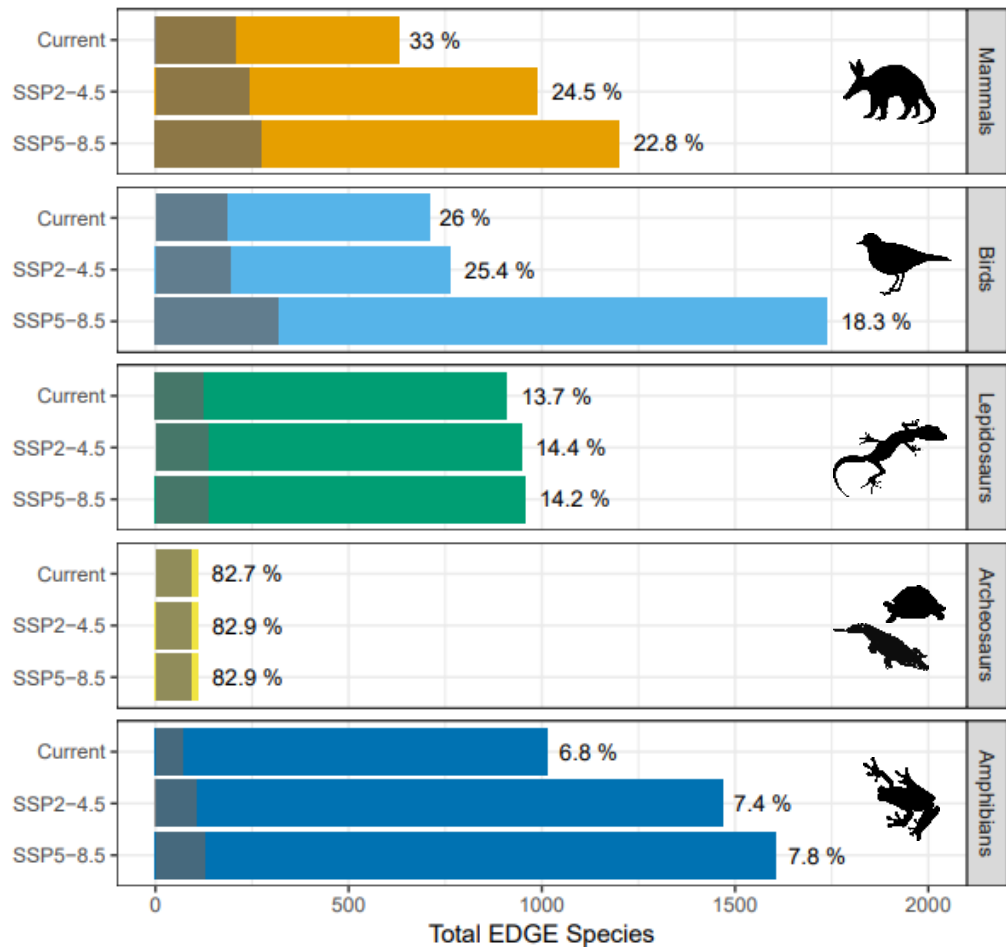 Mammals
Current
33 %
SSP2−4.5
24.5 %
SSP5−8.5
22.8 %
Birds
Current
26 %
SSP2−4.5
25.4 %
SSP5−8.5
18.3 %
Lepidosaurs
Current
13.7 %
SSP2−4.5
14.4 %
SSP5−8.5
14.2 %
Archeosaurs
Current
82.7 %
SSP2−4.5
82.9 %
SSP5−8.5
82.9 %
Amphibians
Current
6.8 %
SSP2−4.5
7.4 %
SSP5−8.5
7.8 %
0 500 1000 1500 2000
Total EDGE Species